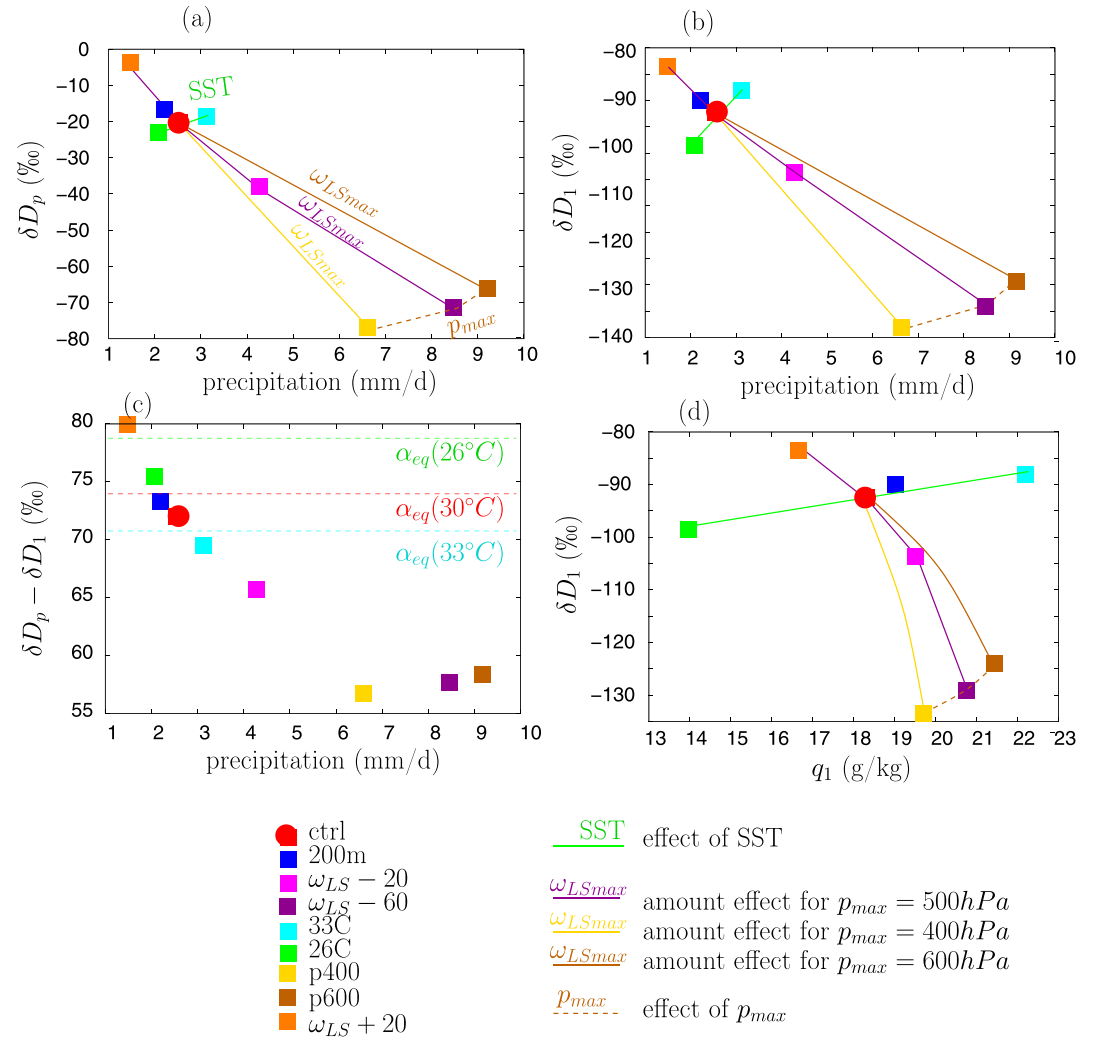 (a)
0
−10
−20
−30
−40
−50
−60
−70
−80
δD_p (‰)
SST
ω_LSmax
ω_LSmax
ω_LSmax
p_max
1 2 3 4 5 6 7 8 9 10
precipitation (mm/d)
(b)
−80
−90
−92
−100
−110
−110
−120
−130
−140
δD_1 (‰)
1 2 3 4 5 6 7 8 9 10
precipitation (mm/d)
(c)
80
75
70
65
60
55
δD_p − δD_1 (‰)
α_eq(26°C)
α_eq(30°C)
α_eq(33°C)
1 2 3 4 5 6 7 8 9 10
precipitation (mm/d)
(d)
−80
−90
−100
−110
−110
−120
−130
δD_1 (‰)
13 14 15 16 17 18 19 20 21 22 23
q_1 (g/kg)
ctrl
200m
ω_LS − 20
ω_LS − 60
33C
26C
p400
p600
ω_LS + 20
SST effect of SST
ω_LSmax amount effect for p_max = 500hPa
ω_LSmax amount effect for p_max = 400hPa
ω_LSmax amount effect for p_max = 600hPa
p_max effect of p_max